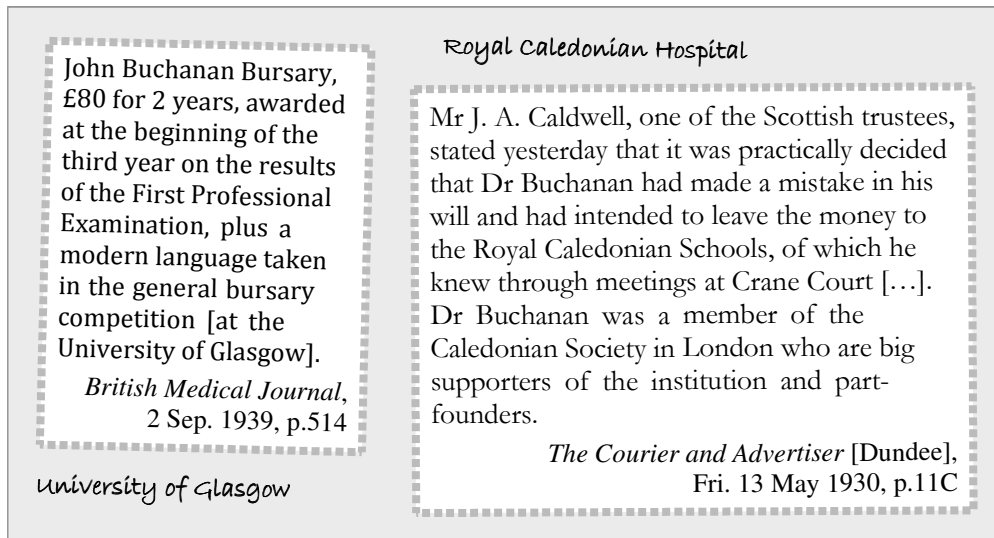 John Buchanan Bursary,
£80 for 2 years, awarded
at the beginning of the
third year on the results
of the First Professional
Examination, plus a
modern language taken
in the general bursary
competition [at the
University of Glasgow].
British Medical Journal,
2 Sep. 1939, p.514
University of Glasgow
Royal Caledonian Hospital
Mr J. A. Caldwell, one of the Scottish trustees,
stated yesterday that it was practically decided
that Dr Buchanan had made a mistake in his
will and had intended to leave the money to
the Royal Caledonian Schools, of which he
knew through meetings at Crane Court […].
Dr Buchanan was a member of the
Caledonian Society in London who are big
supporters of the institution and part-
founders.
The Courier and Advertiser [Dundee],
Fri. 13 May 1930, p.11C